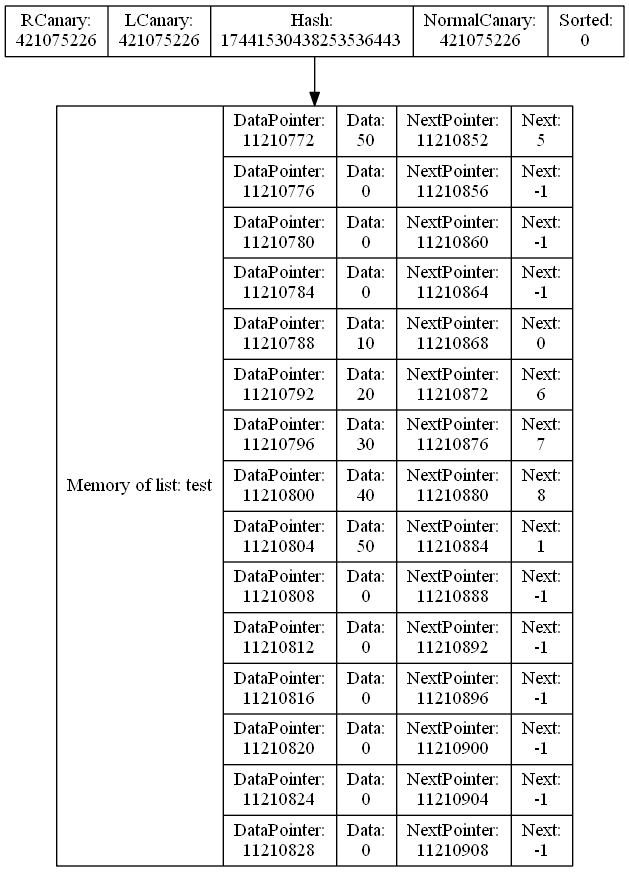 RCanary: LCanary: Hash: NormalCanary: Sorted:
421075226 421075226 17441530438253536443 421075226 0
DataPointer: Data: NextPointer: Next:
11210772 50 11210852 5
DataPointer: Data: NextPointer: Next:
11210776 0 11210856 -1
DataPointer: Data: NextPointer: Next:
11210780 0 11210860 -1
DataPointer: Data: NextPointer: Next:
11210784 0 11210864 -1
DataPointer: Data: NextPointer: Next:
11210788 10 11210868 0
DataPointer: Data: NextPointer: Next:
11210792 20 11210872 6
DataPointer: Data: NextPointer: Next:
11210796 30 11210876 7
Memory of list: test
DataPointer: Data: NextPointer: Next:
11210800 40 11210880 8
DataPointer: Data: NextPointer: Next:
11210804 50 11210884 1
DataPointer: Data: NextPointer: Next:
11210808 0 11210888 -1
DataPointer: Data: NextPointer: Next:
11210812 0 11210892 -1
DataPointer: Data: NextPointer: Next:
11210816 0 11210896 -1
DataPointer: Data: NextPointer: Next:
11210820 0 11210900 -1
DataPointer: Data: NextPointer: Next:
11210824 0 11210904 -1
DataPointer: Data: NextPointer: Next:
11210828 0 11210908 -1